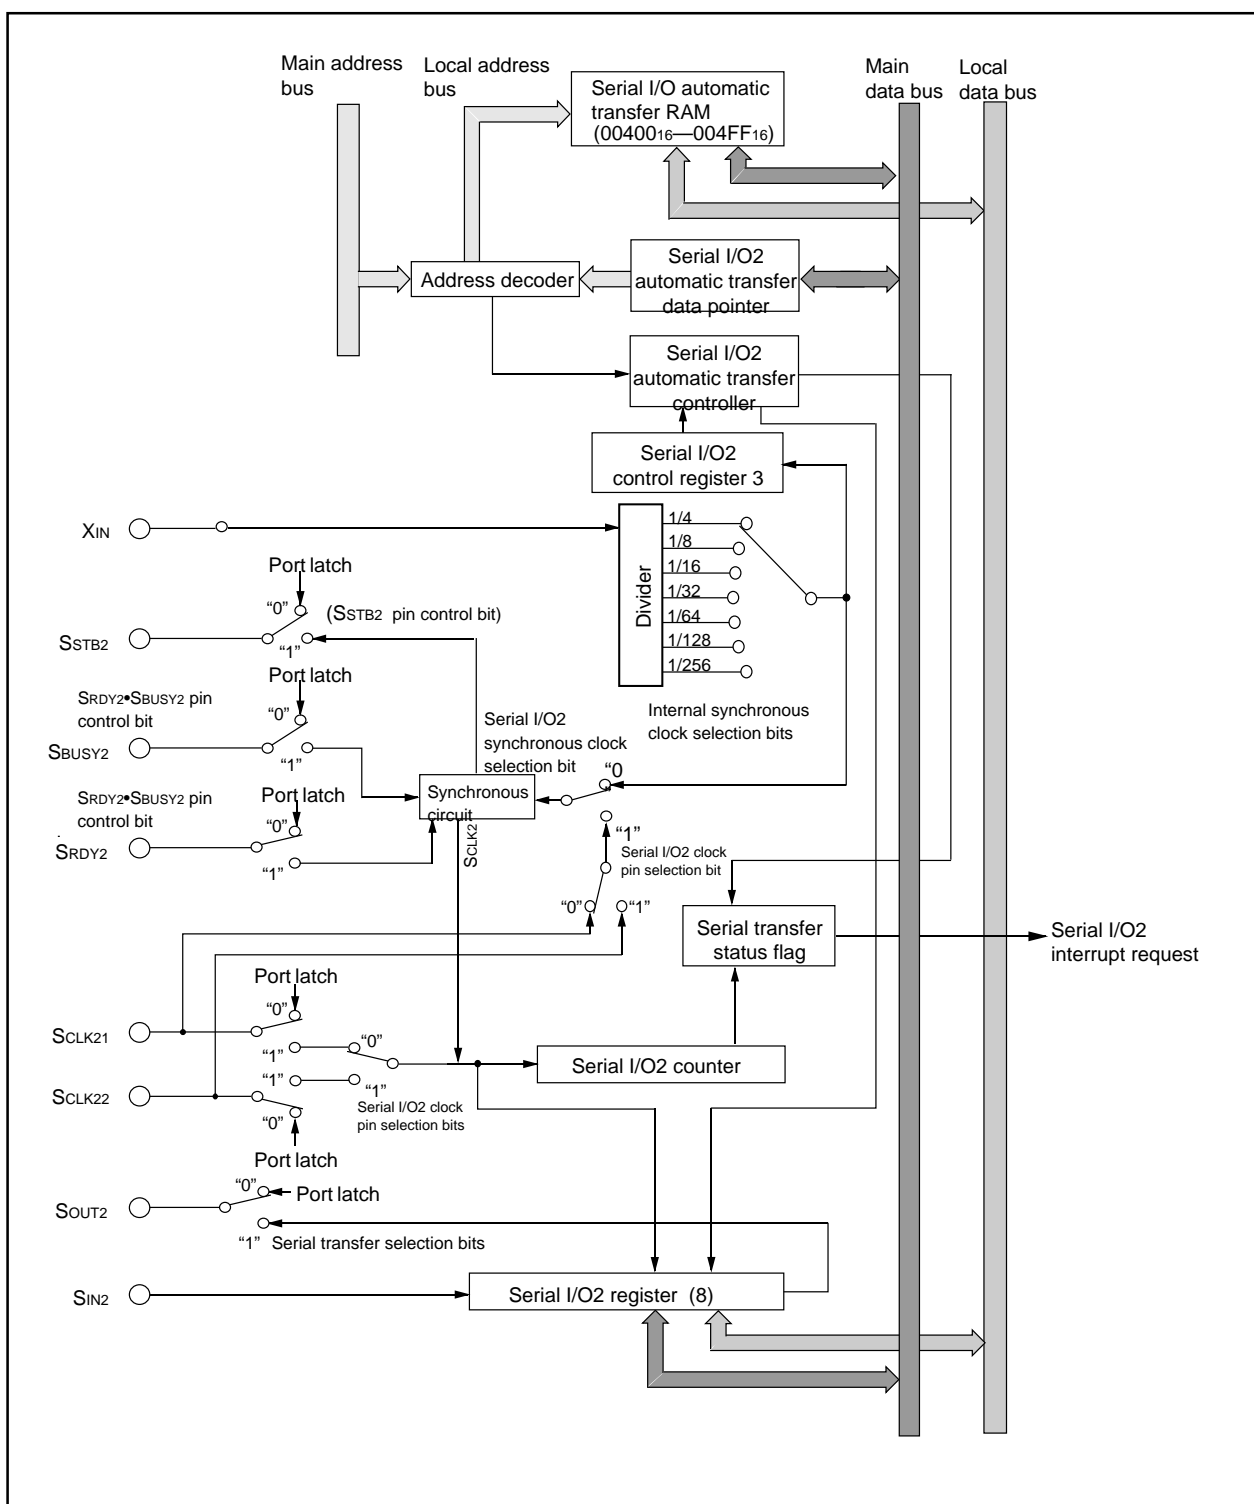 Main address
bus
Local address
bus
Serial I/O automatic
transfer RAM
(0040016—004FF16)
Main
data bus
Local
data bus
Address decoder
Serial I/O2
automatic transfer
data pointer
Serial I/O2
automatic transfer
controller
Serial I/O2
control register 3
XIN
Divider
1/4
1/8
1/16
1/32
1/64
1/128
1/256
Internal synchronous
clock selection bits
Port latch
“0”
(SSTB2 pin control bit)
SSTB2
“1”
Port latch
SRDY2•SBUSY2 pin
control bit
“0”
SBUSY2
“1”
Serial I/O2
synchronous clock
selection bit
“0
”
Synchronous
circuit
SRDY2•SBUSY2 pin
control bit
Port latch
“0”
SRDY2
“1”
SCLK2
“1”
Serial I/O2 clock
pin selection bit
“0”
“1”
Serial transfer
status flag
Serial I/O2
interrupt request
Port latch
“0”
SCLK21
“1”
“0”
Serial I/O2 counter
“1”
“1”
SCLK22
Serial I/O2 clock
pin selection bits
“0”
Port latch
“0”
Port latch
SOUT2
“1” Serial transfer selection bits
SIN2
Serial I/O2 register (8)